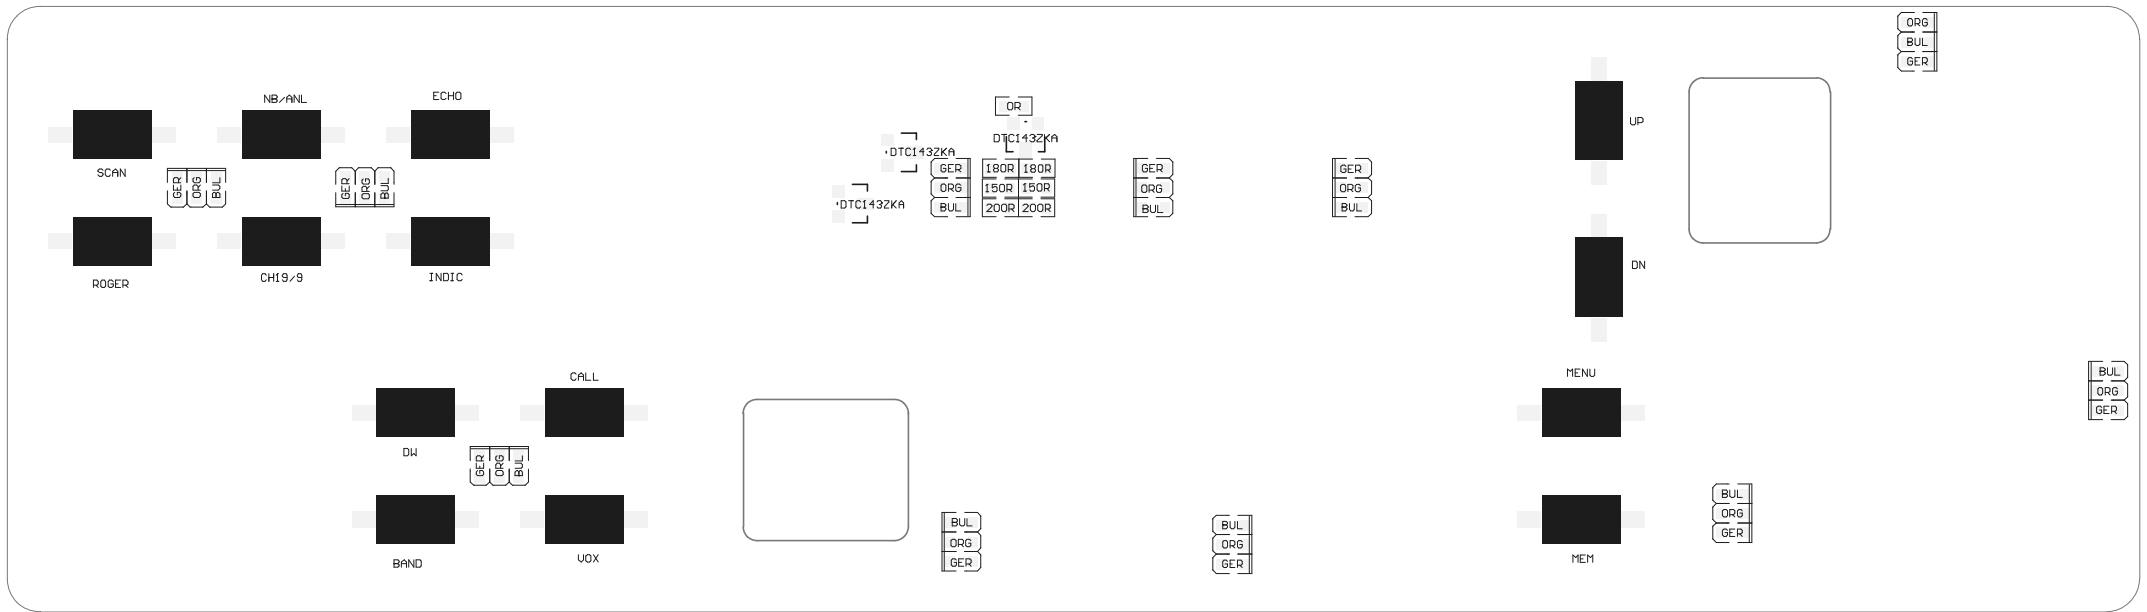 ORG
BUL
GER
NB/ANL
ECHO
SCAN
GER
ORG
BUL
GER
ORG
BUL
ROGER
CH19/9
INDIC
OR
DTC143ZKA
DTC143ZKA
DTC143ZKA
GER
ORG
BUL
180R 180R
150R 150R
200R 200R
GER
ORG
BUL
GER
ORG
BUL
UP
DN
CALL
DW
GER
ORG
BUL
BAND
VOX
BUL
ORG
GER
BUL
ORG
GER
MENU
MEM
BUL
ORG
GER
BUL
ORG
GER